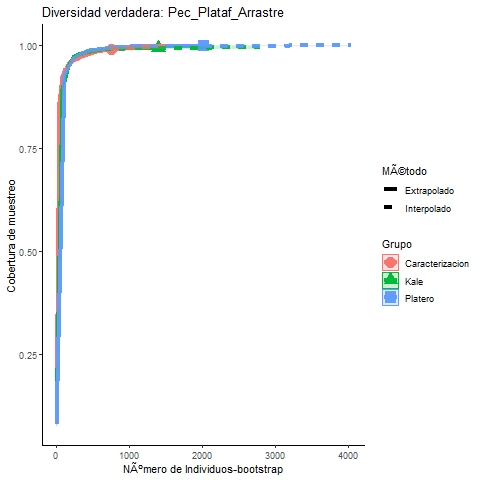 Diversidad verdadera: Pec_Plataf_Arrastre
1.00
0.75
0.50
0.25
Cobertura de muestreo
0
1000
2000
3000
4000
NÃºmero de Individuos-bootstrap
MÃ©todo
Extrapolado
Interpolado
Grupo
Caracterizacion
Kale
Platero